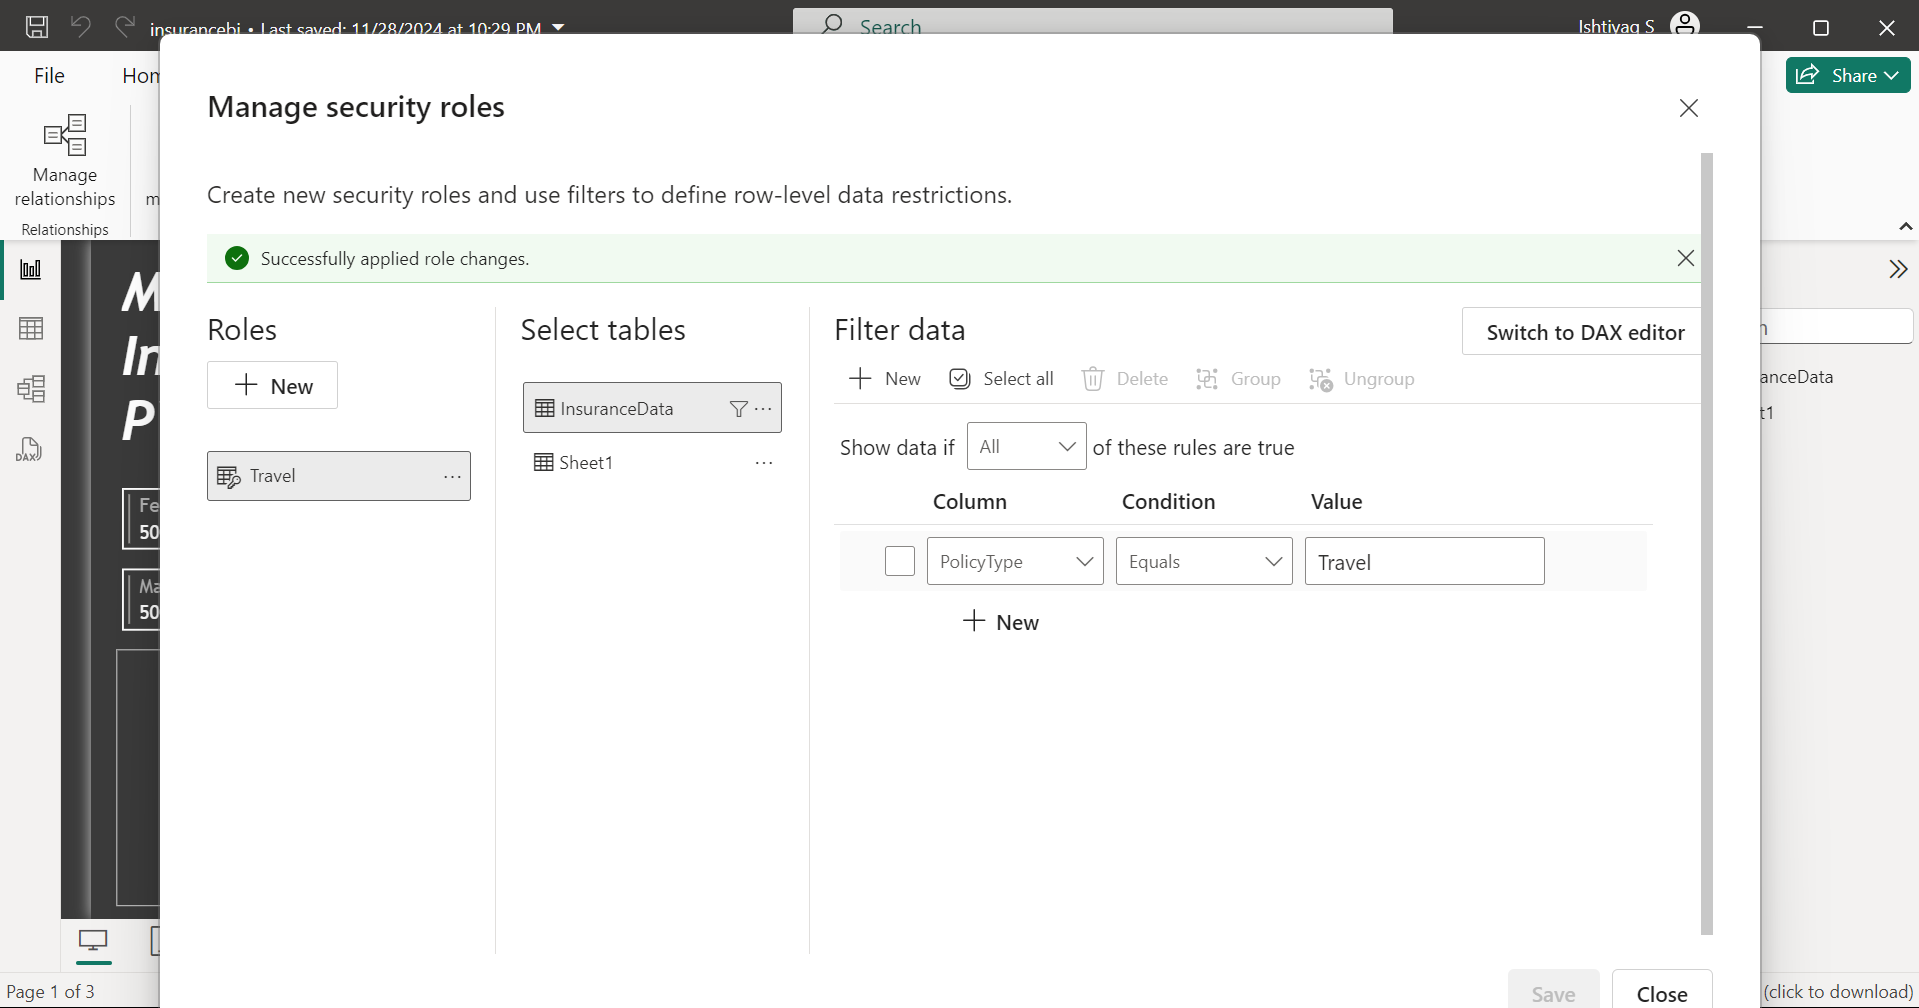 insurancebi • Last saved: 11/28/2024 at 10:29 PM
Search
Ishtiyaq S
File
Hom
Share
Manage
relationships
m
Relationships
Manage security roles
Create new security roles and use filters to define row-level data restrictions.
Successfully applied role changes.
Roles
New
Travel
Select tables
InsuranceData
Sheet1
Filter data
Switch to DAX editor
New
Select all
Delete
Group
Ungroup
Show data if All of these rules are true
Column
Condition
Value
PolicyType
Equals
Travel
New
M
In
P
Fe
50
Ma
50
DAX
h
anceData
t1
Save
Close
Page 1 of 3
(click to download)